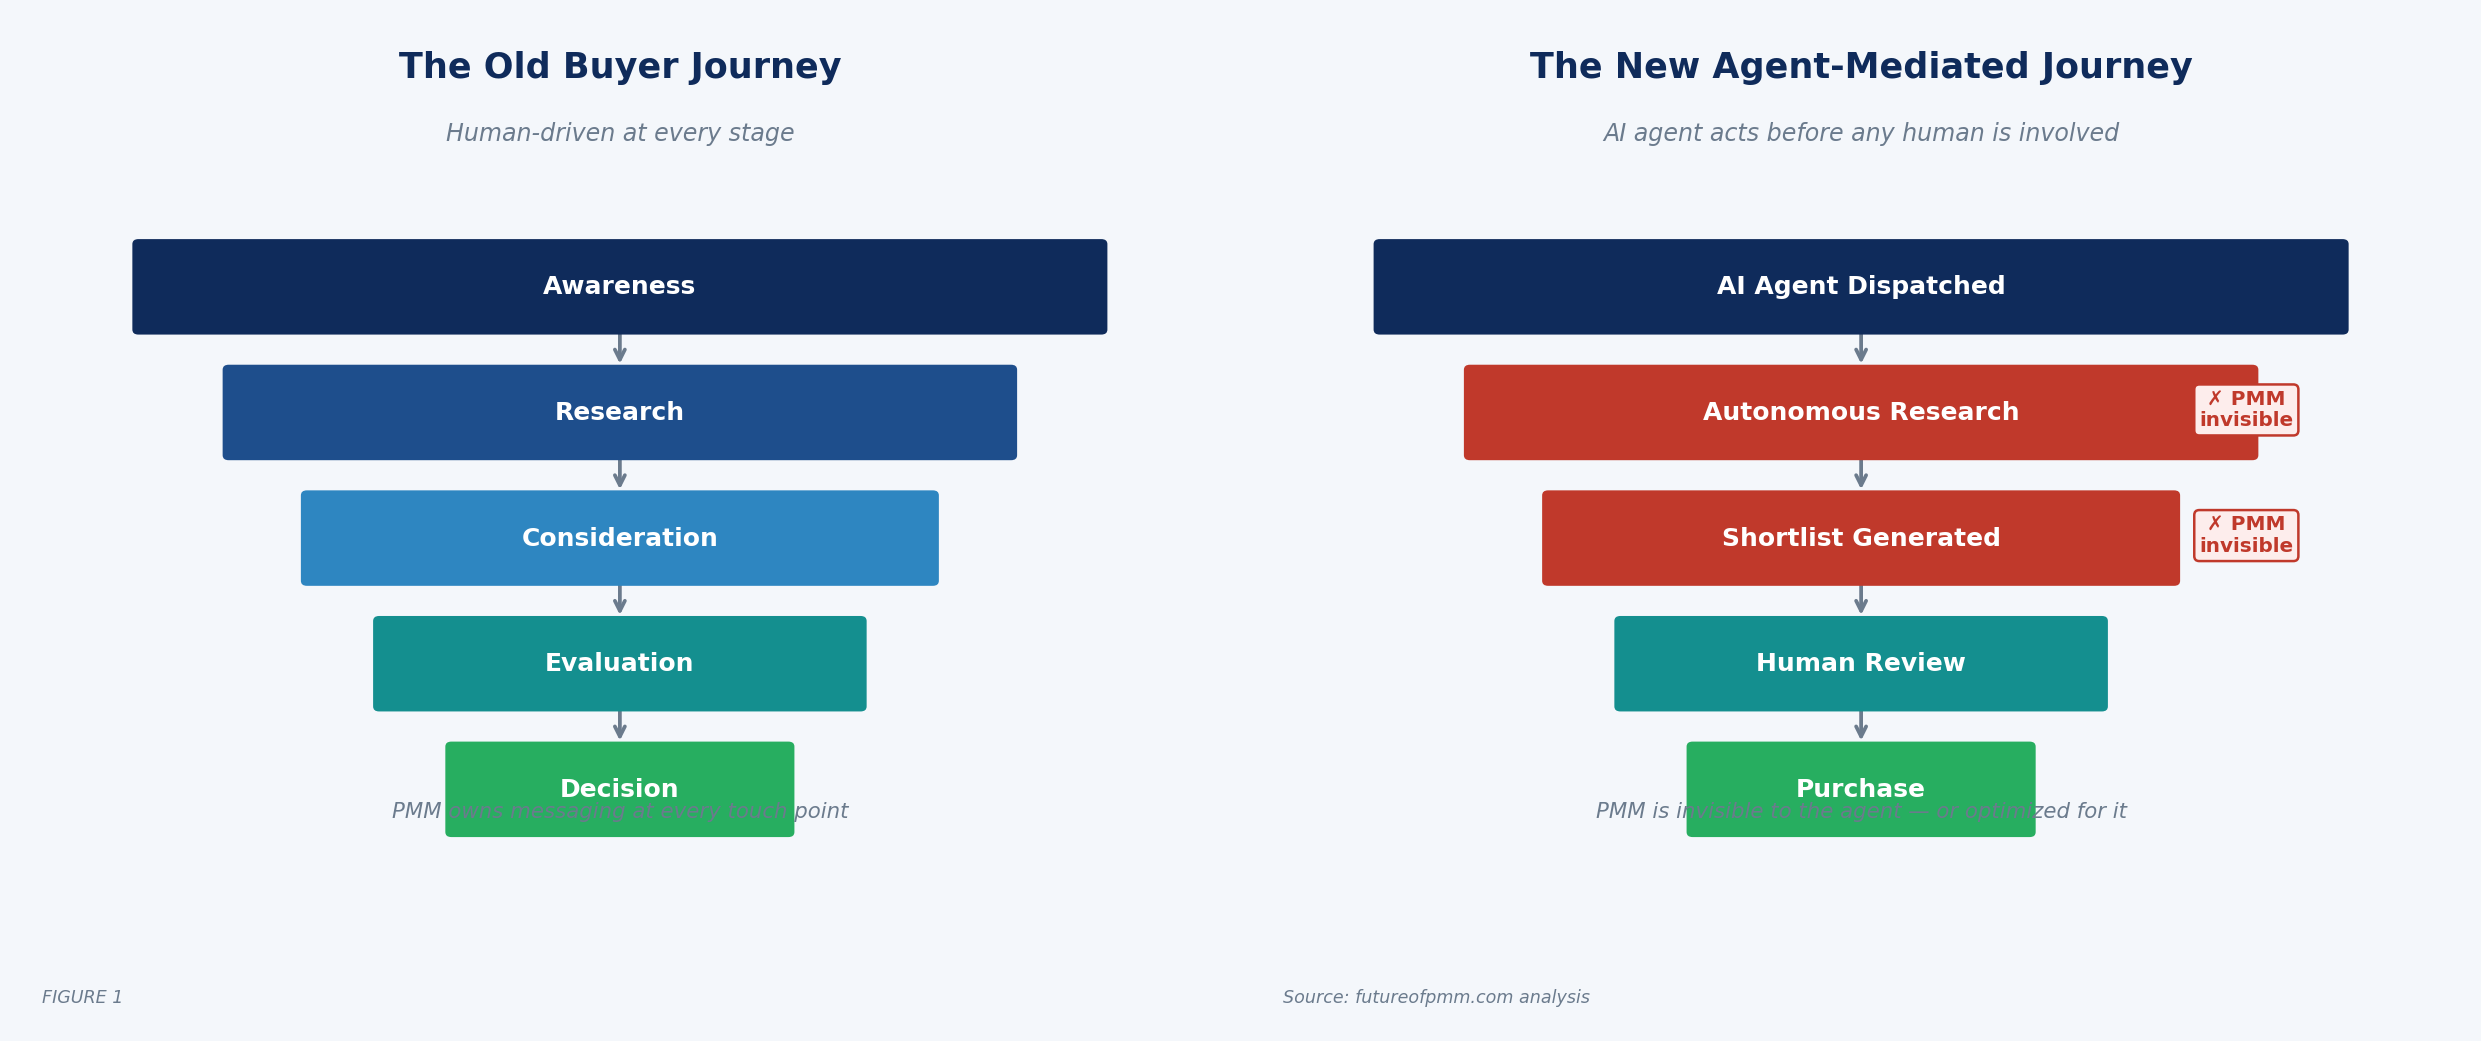 The Old Buyer Journey
Human-driven at every stage
Awareness
Research
Consideration
Evaluation
Decision
PMM owns messaging at every touch point
The New Agent-Mediated Journey
AI agent acts before any human is involved
AI Agent Dispatched
Autonomous Research
✗ PMM
invisible
Shortlist Generated
✗ PMM
invisible
Human Review
Purchase
PMM is invisible to the agent — or optimized for it
FIGURE 1
Source: futureofpmm.com analysis